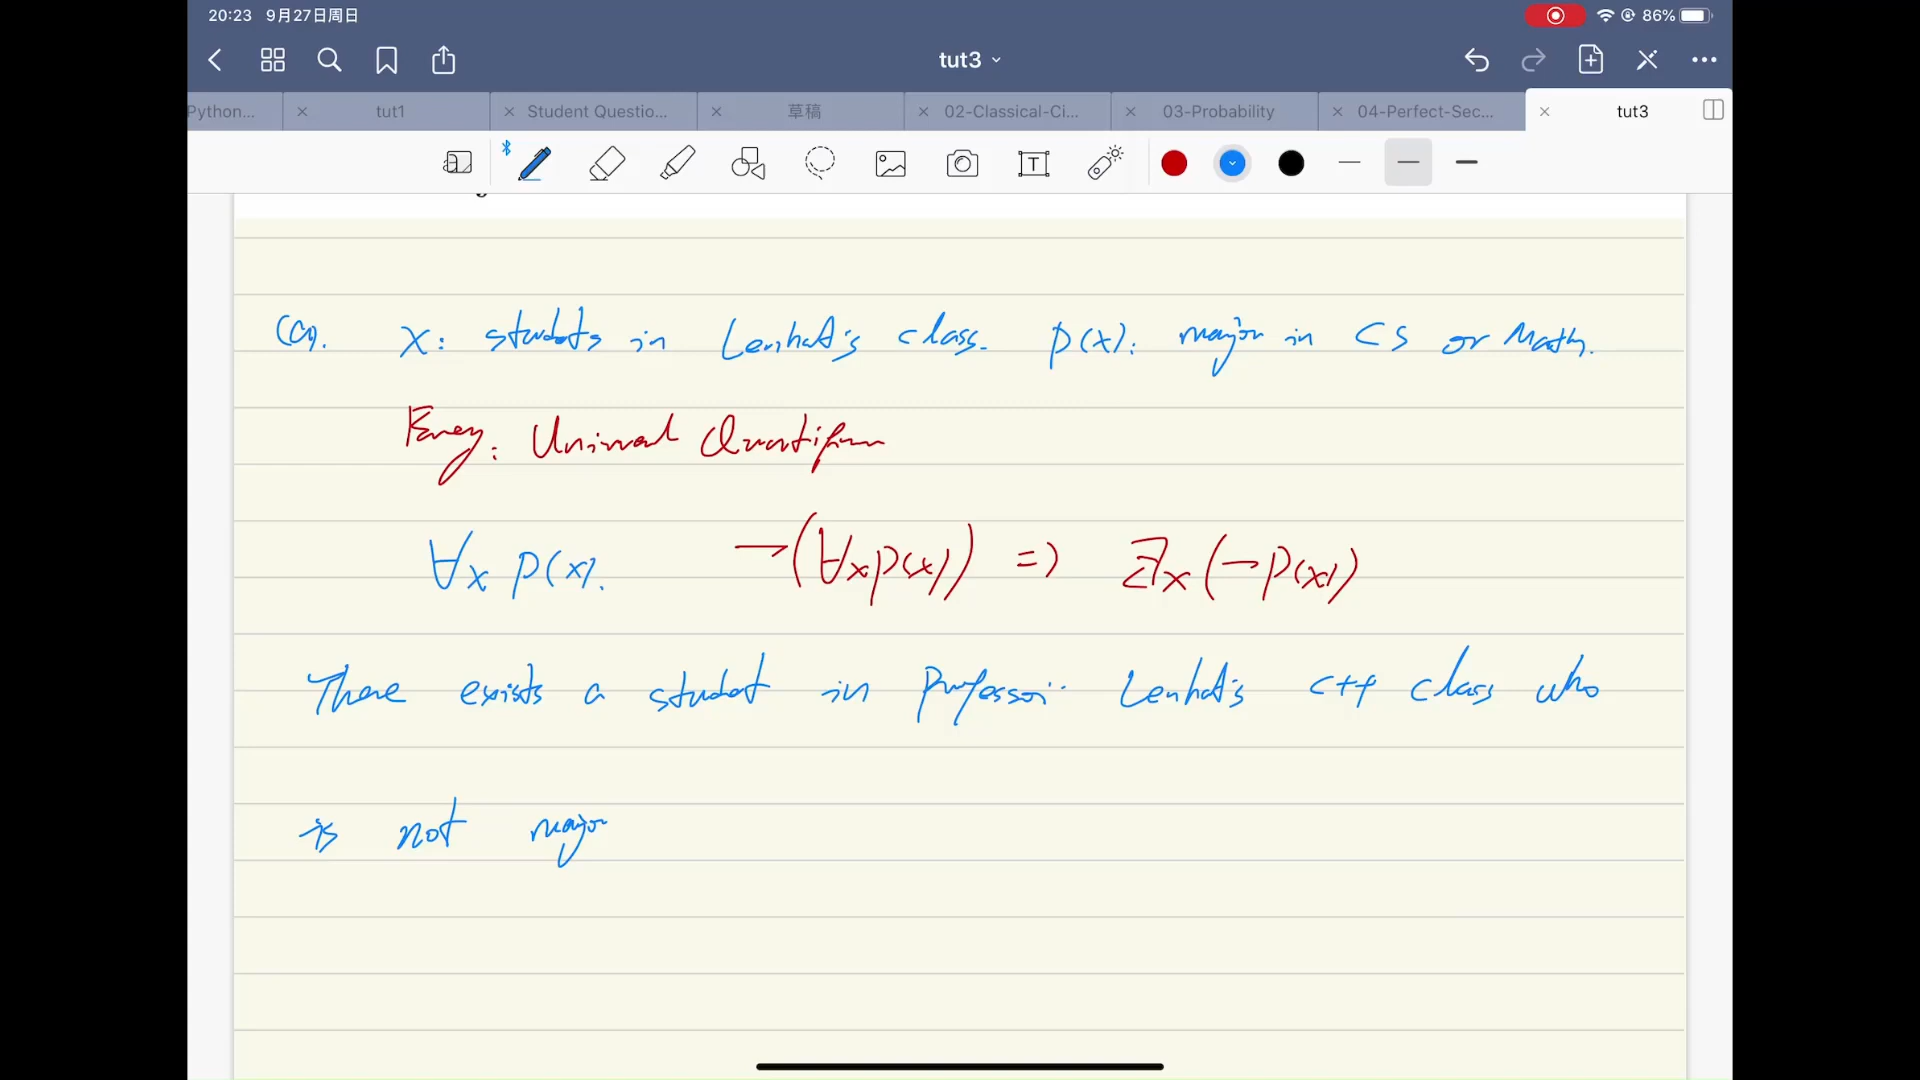 20:23 9月27日周日 86%
tut3
Python... tut1 Student Questio... 草稿 02-Classical-Ci... 03-Probability 04-Perfect-Sec... tut3
(a). x: students in Lenhart's class. p(x): major in CS or Math.
Every: Universal Quantifier
∀x p(x). ¬(∀x p(x)) => ∃x (¬p(x))
There exists a student in Professor Lenhart's C++ class who
is not major